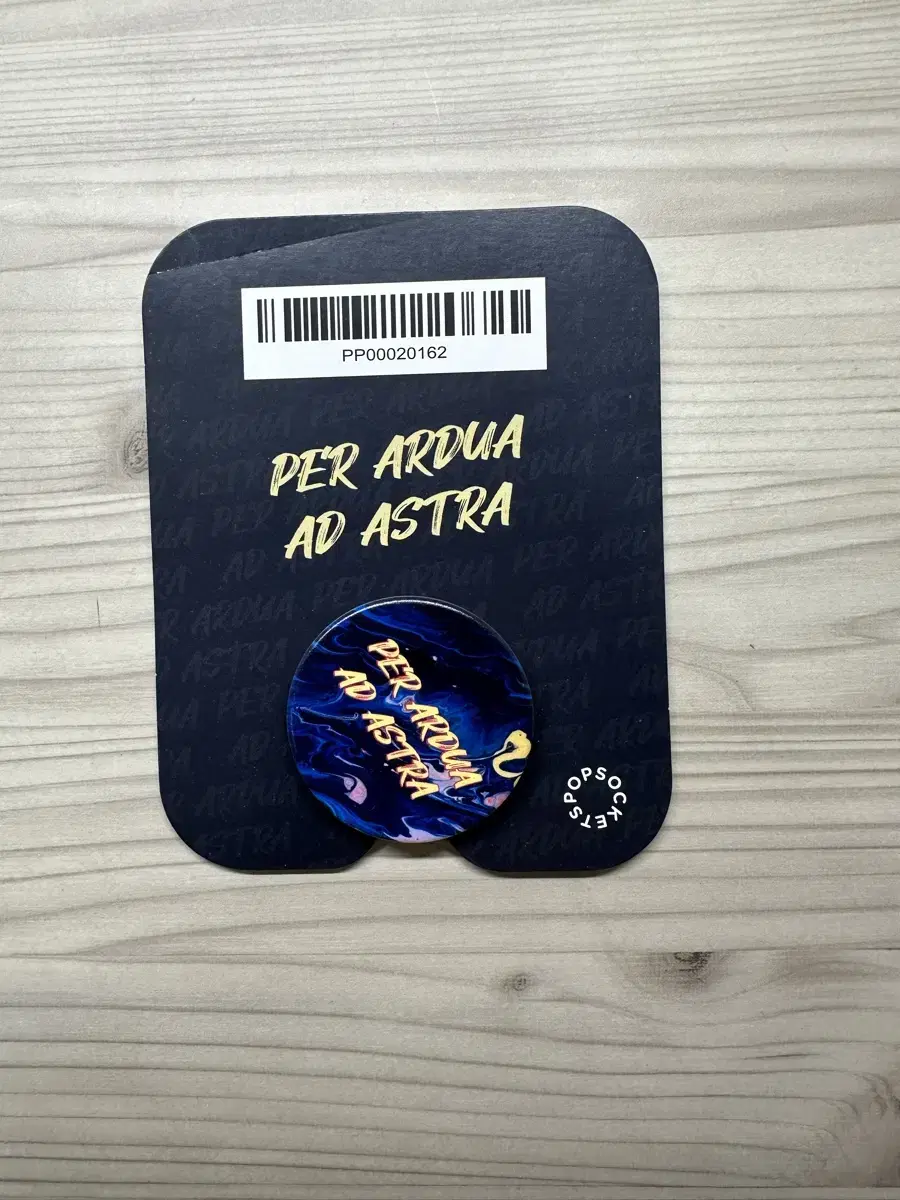 PP00020162
PER ARDUA
AD ASTRA
PER ARDUA
AD ASTRA
POPSOCKETS